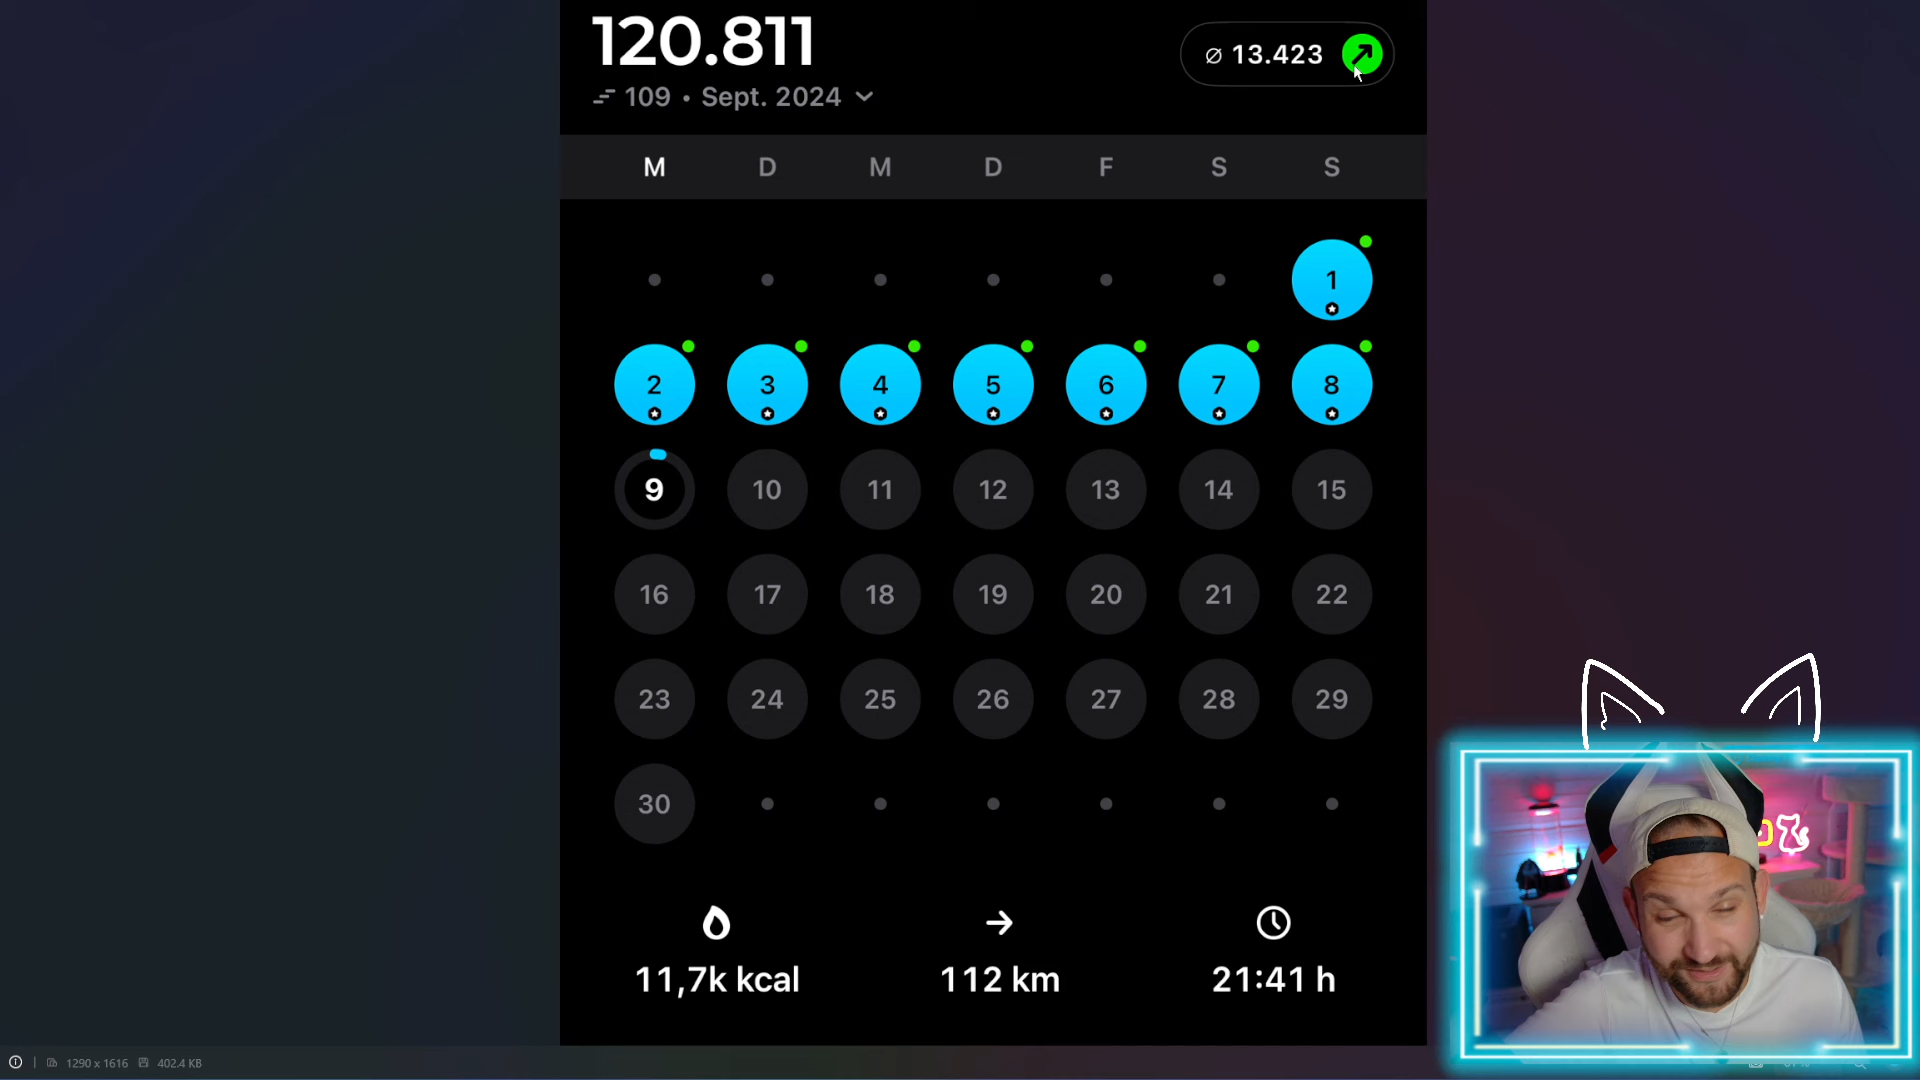 120.811
⌀ 13.423
109 • Sept. 2024
M D M D F S S
1
2 3 4 5 6 7 8
9 10 11 12 13 14 15
16 17 18 19 20 21 22
23 24 25 26 27 28 29
30
11,7k kcal 112 km 21:41 h
1290 x 1616 402.4 KB